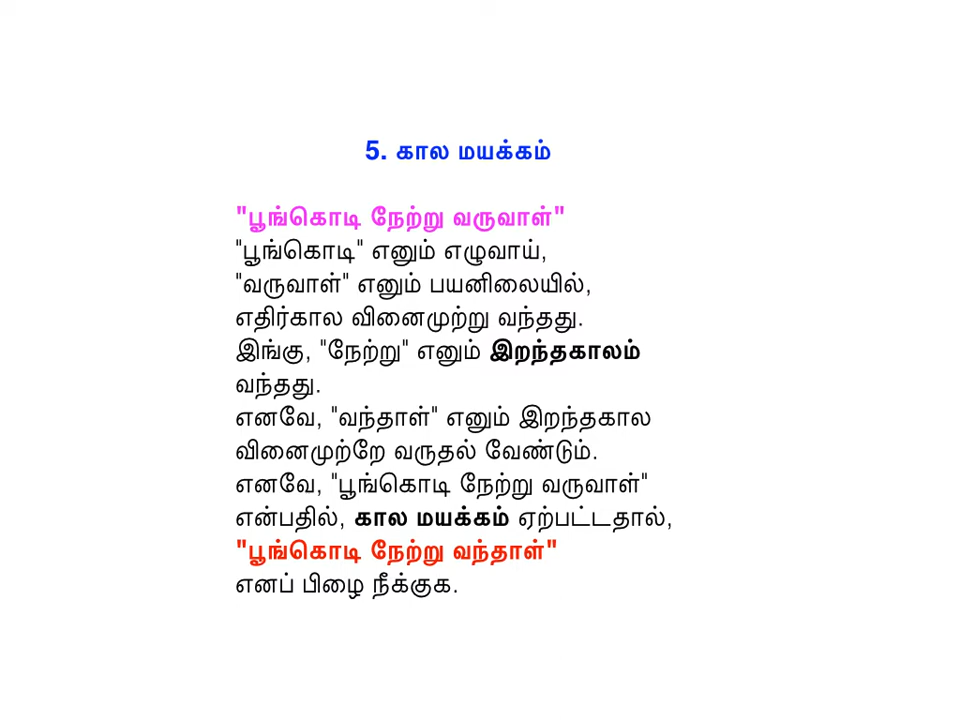 5. கால மயக்கம்
"பூங்கொடி நேற்று வருவாள்"
"பூங்கொடி" எனும் எழுவாய்,
"வருவாள்" எனும் பயனிலையில்,
எதிர்கால வினைமுற்று வந்தது.
இங்கு, "நேற்று" எனும் இறந்தகாலம்
வந்தது.
எனவே, "வந்தாள்" எனும் இறந்தகால
வினைமுற்றே வருதல் வேண்டும்.
எனவே, "பூங்கொடி நேற்று வருவாள்"
என்பதில், கால மயக்கம் ஏற்பட்டதால்,
"பூங்கொடி நேற்று வந்தாள்"
எனப் பிழை நீக்குக.